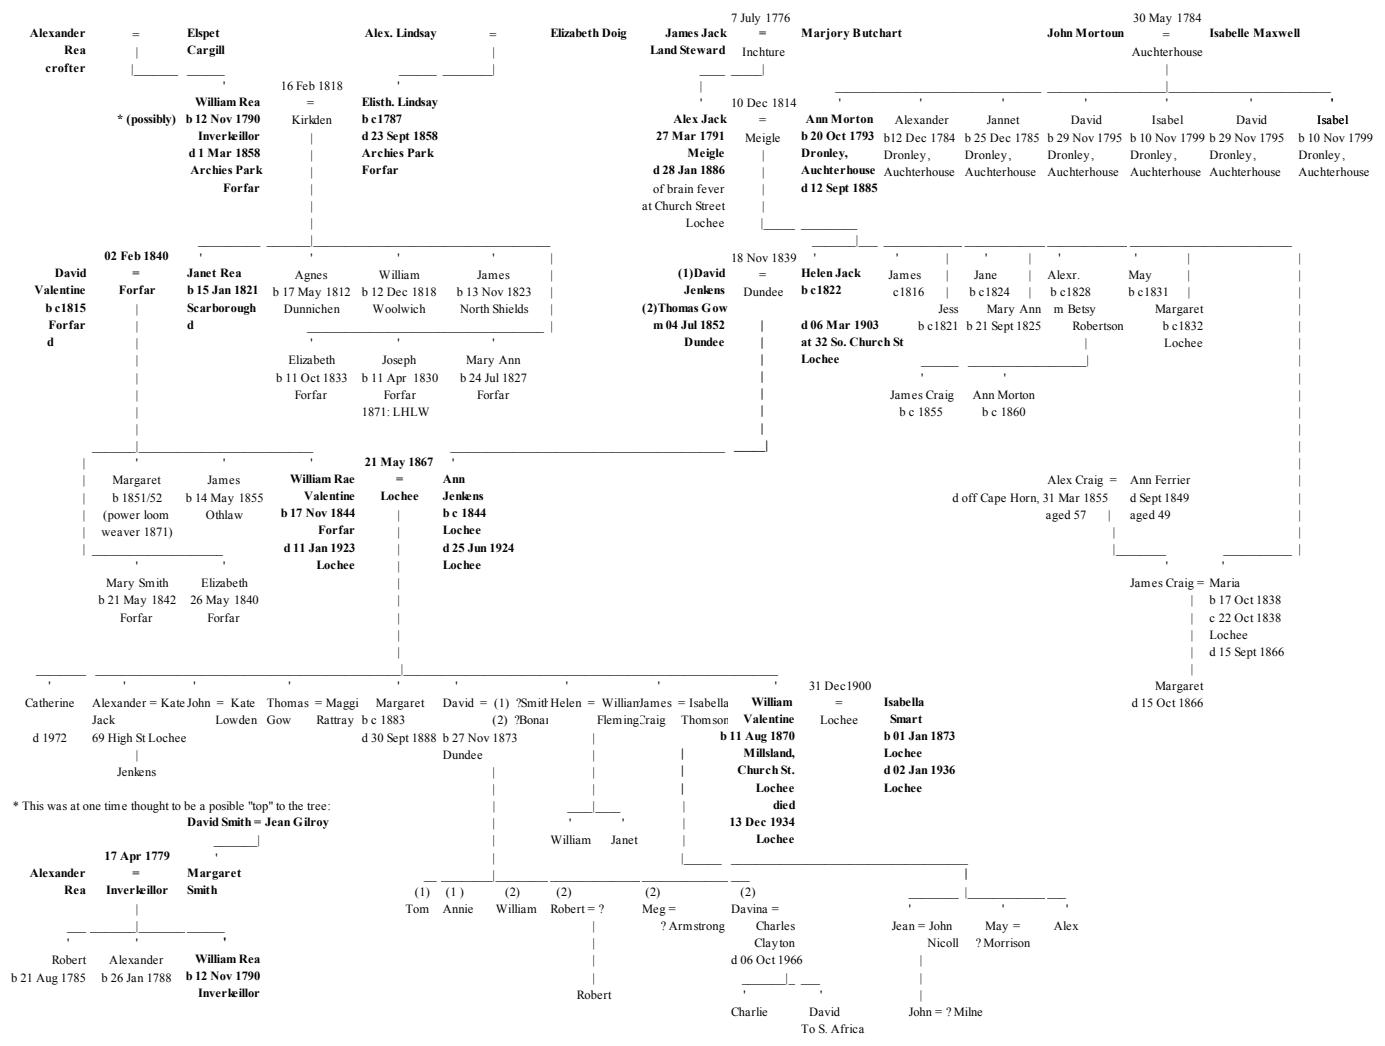 7 July 1776 30 May 1784
Alexander = Elspet Alex. Lindsay = Elizabeth Doig James Jack = Marjory Butchart John Mortoun = Isabelle Maxwell
Rea Cargill Land Steward Inchture Auchterhouse
crofter
16 Feb 1818
William Rea = Elisth. Lindsay 10 Dec 1814
* (possibly) b 12 Nov 1790 Kirkden b c1787 Alex Jack = Ann Morton Alexander Jannet David Isabel David Isabel
Inverkeillor d 23 Sept 1858 27 Mar 1791 Meigle b 20 Oct 1793 b12 Dec 1784 b 25 Dec 1785 b 29 Nov 1795 b 10 Nov 1799 b 29 Nov 1795 b 10 Nov 1799
d 1 Mar 1858 Archies Park Meigle Dronley, Dronley, Dronley, Dronley, Dronley, Dronley, Dronley,
Archies Park Forfar d 28 Jan 1886 Auchterhouse Auchterhouse Auchterhouse Auchterhouse Auchterhouse Auchterhouse Auchterhouse
Forfar of brain fever d 12 Sept 1885
at Church Street
Lochee
02 Feb 1840 18 Nov 1839
David = Janet Rea Agnes William James (1)David = Helen Jack James Jane Alexr. May
Valentine Forfar b 15 Jan 1821 b 17 May 1812 b 12 Dec 1818 b 13 Nov 1823 Jenkens Dundee b c1822 c1816 b c1824 b c1828 b c1831
b c1815 Scarborough Dunnichen Woolwich North Shields (2)Thomas Gow Jess Mary Ann m Betsy Margaret
Forfar d m 04 Jul 1852 d 06 Mar 1903 b c1821 b 21 Sept 1825 Robertson b c1832
d Dundee at 32 So. Church St Lochee
Elizabeth Joseph Mary Ann Lochee
b 11 Oct 1833 b 11 Apr 1830 b 24 Jul 1827
Forfar Forfar Forfar James Craig Ann Morton
1871: LHLW b c 1855 b c 1860
21 May 1867
Margaret James William Rae = Ann Alex Craig = Ann Ferrier
b 1851/52 b 14 May 1855 Valentine Lochee Jenkens d off Cape Horn, 31 Mar 1855 d Sept 1849
(power loom Othlaw b 17 Nov 1844 b c 1844 aged 57 aged 49
weaver 1871) Forfar Lochee
d 11 Jan 1923 d 25 Jun 1924
Lochee Lochee
Mary Smith Elizabeth James Craig = Maria
b 21 May 1842 26 May 1840 b 17 Oct 1838
Forfar Forfar c 22 Oct 1838
Lochee
d 15 Sept 1866
31 Dec1900 Margaret
Catherine Alexander = Kate John = Kate Thomas = Maggi Margaret David = (1) ?Smith Helen = William James = Isabella William = Isabella d 15 Oct 1866
Jack Lowden Gow Rattray b c 1883 (2) ?Bonar Fleming Craig Thomson Valentine Lochee Smart
d 1972 69 High St Lochee d 30 Sept 1888 b 27 Nov 1873 b 11 Aug 1870 b 01 Jan 1873
Dundee Millsland, Lochee
Jenkens Church St. d 02 Jan 1936
Lochee Lochee
* This was at one time thought to be a posible "top" to the tree: died
David Smith = Jean Gilroy 13 Dec 1934
William Janet Lochee
17 Apr 1779
Alexander = Margaret
Rea Inverkeillor Smith (1) (1 ) (2) (2) (2) (2)
Tom Annie William Robert = ? Meg = Davina =
? Armstrong Charles Jean = John May = Alex
Clayton Nicoll ? Morrison
Robert Alexander William Rea d 06 Oct 1966
b 21 Aug 1785 b 26 Jan 1788 b 12 Nov 1790
Inverkeillor Robert
Charlie David John = ? Milne
To S. Africa